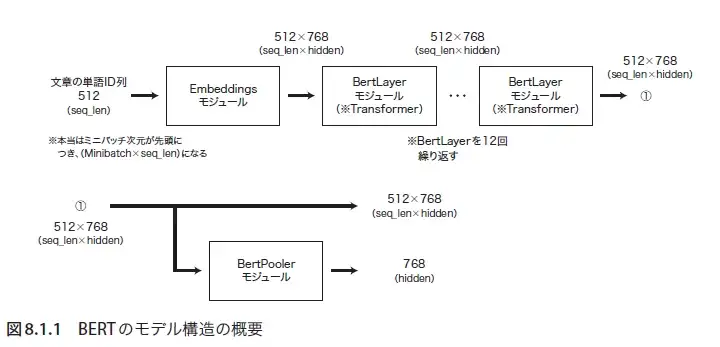 512×768
(seq_len×hidden)
512×768
(seq_len×hidden)
512×768
(seq_len×hidden)
①
文章の単語ID列
512
(seq_len)
Embeddings
モジュール
BertLayer
モジュール
(※Transformer)
…
BertLayer
モジュール
(※Transformer)
※本当はミニバッチ次元が先頭に
つき、(Minibatch×seq_len)になる
※BertLayerを12回
繰り返す
①
512×768
(seq_len×hidden)
512×768
(seq_len×hidden)
BertPooler
モジュール
768
(hidden)
図8.1.1 BERTのモデル構造の概要